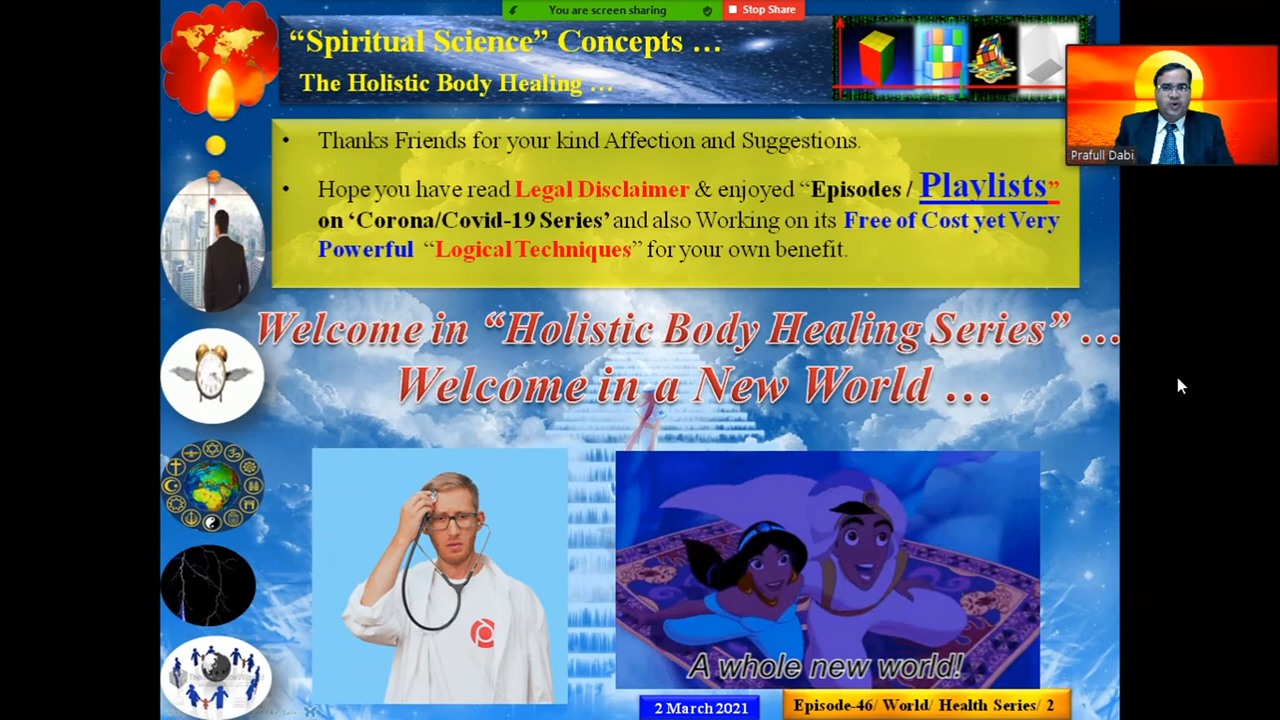 You are screen sharing
Stop Share
“Spiritual Science” Concepts …
The Holistic Body Healing …
Prafull Dabi
• Thanks Friends for your kind Affection and Suggestions.
• Hope you have read Legal Disclaimer & enjoyed “Episodes / Playlists”
on ‘Corona/Covid-19 Series’ and also Working on its Free of Cost yet Very
Powerful “Logical Techniques” for your own benefit.
Welcome in “Holistic Body Healing Series” …
Welcome in a New World …
A whole new world!
2 March 2021
Episode-46/ World/ Health Series/ 2